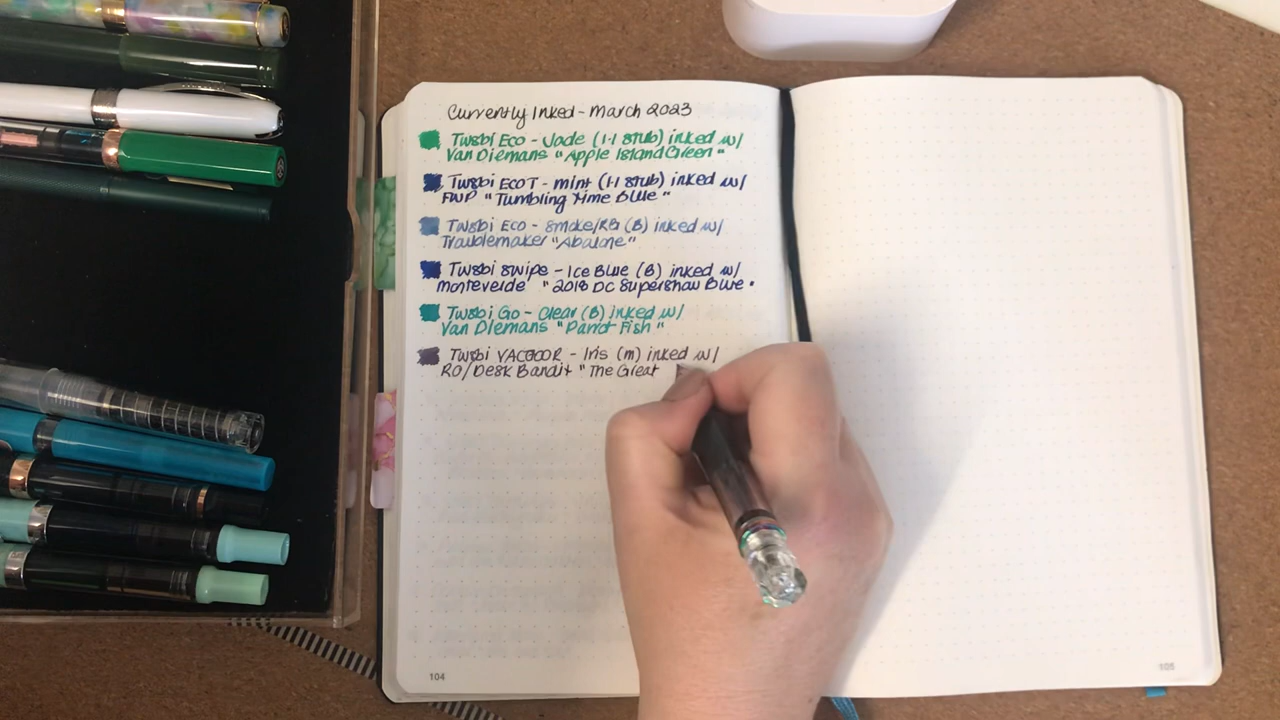 Currently Inked - March 2023
Twsbi Eco - Jade (1.1 stub) inked w/
Van Diemans "Apple Island Green"
Twsbi ECO T - mint (1.1 stub) inked w/
FWP "Tumbling Time Blue"
Twsbi Eco - Smoke/RG (B) inked w/
Troublemaker "Abalone"
Twsbi Swipe - Ice Blue (B) inked w/
Monteverde "2018 DC Supershow Blue"
Twsbi Go - Clear (B) inked w/
Van Diemans "Parrot Fish"
Twsbi VAC700R - Iris (m) inked w/
RO/Desk Bandit "The Great
104
105